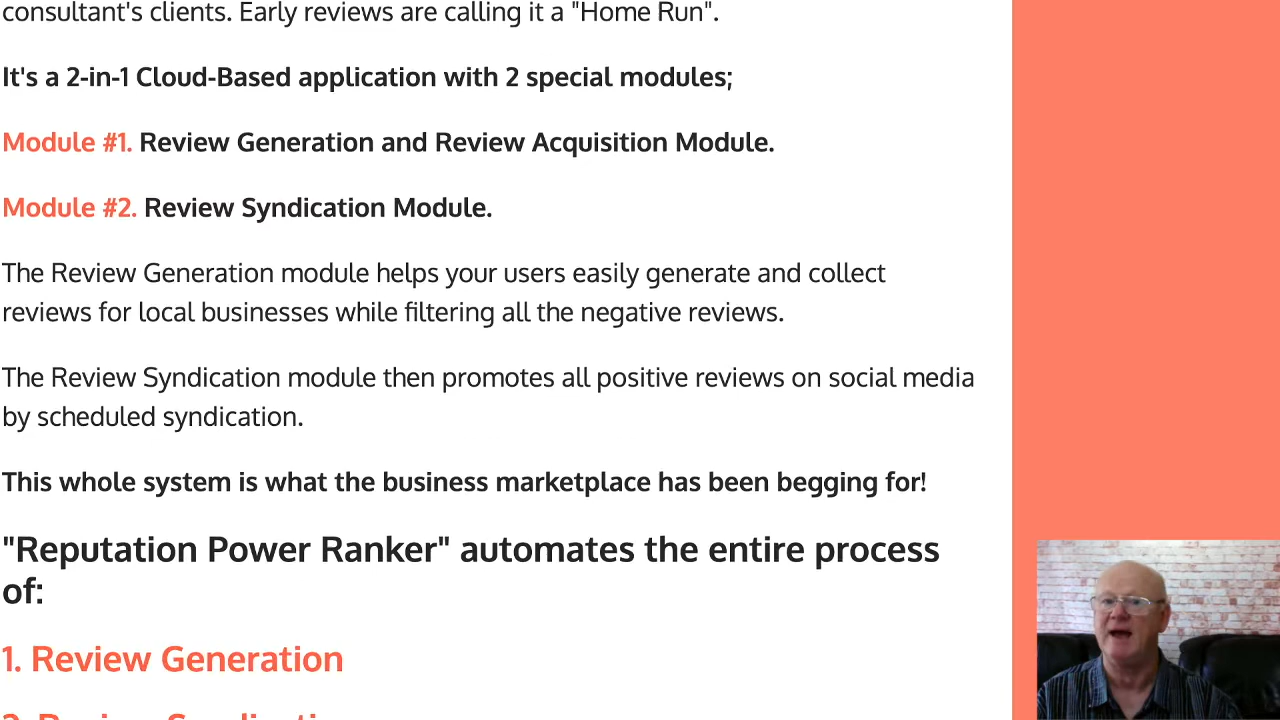 consultant's clients. Early reviews are calling it a "Home Run".
It's a 2-in-1 Cloud-Based application with 2 special modules;
Module #1. Review Generation and Review Acquisition Module.
Module #2. Review Syndication Module.
The Review Generation module helps your users easily generate and collect
reviews for local businesses while filtering all the negative reviews.
The Review Syndication module then promotes all positive reviews on social media
by scheduled syndication.
This whole system is what the business marketplace has been begging for!
"Reputation Power Ranker" automates the entire process
of:
1. Review Generation